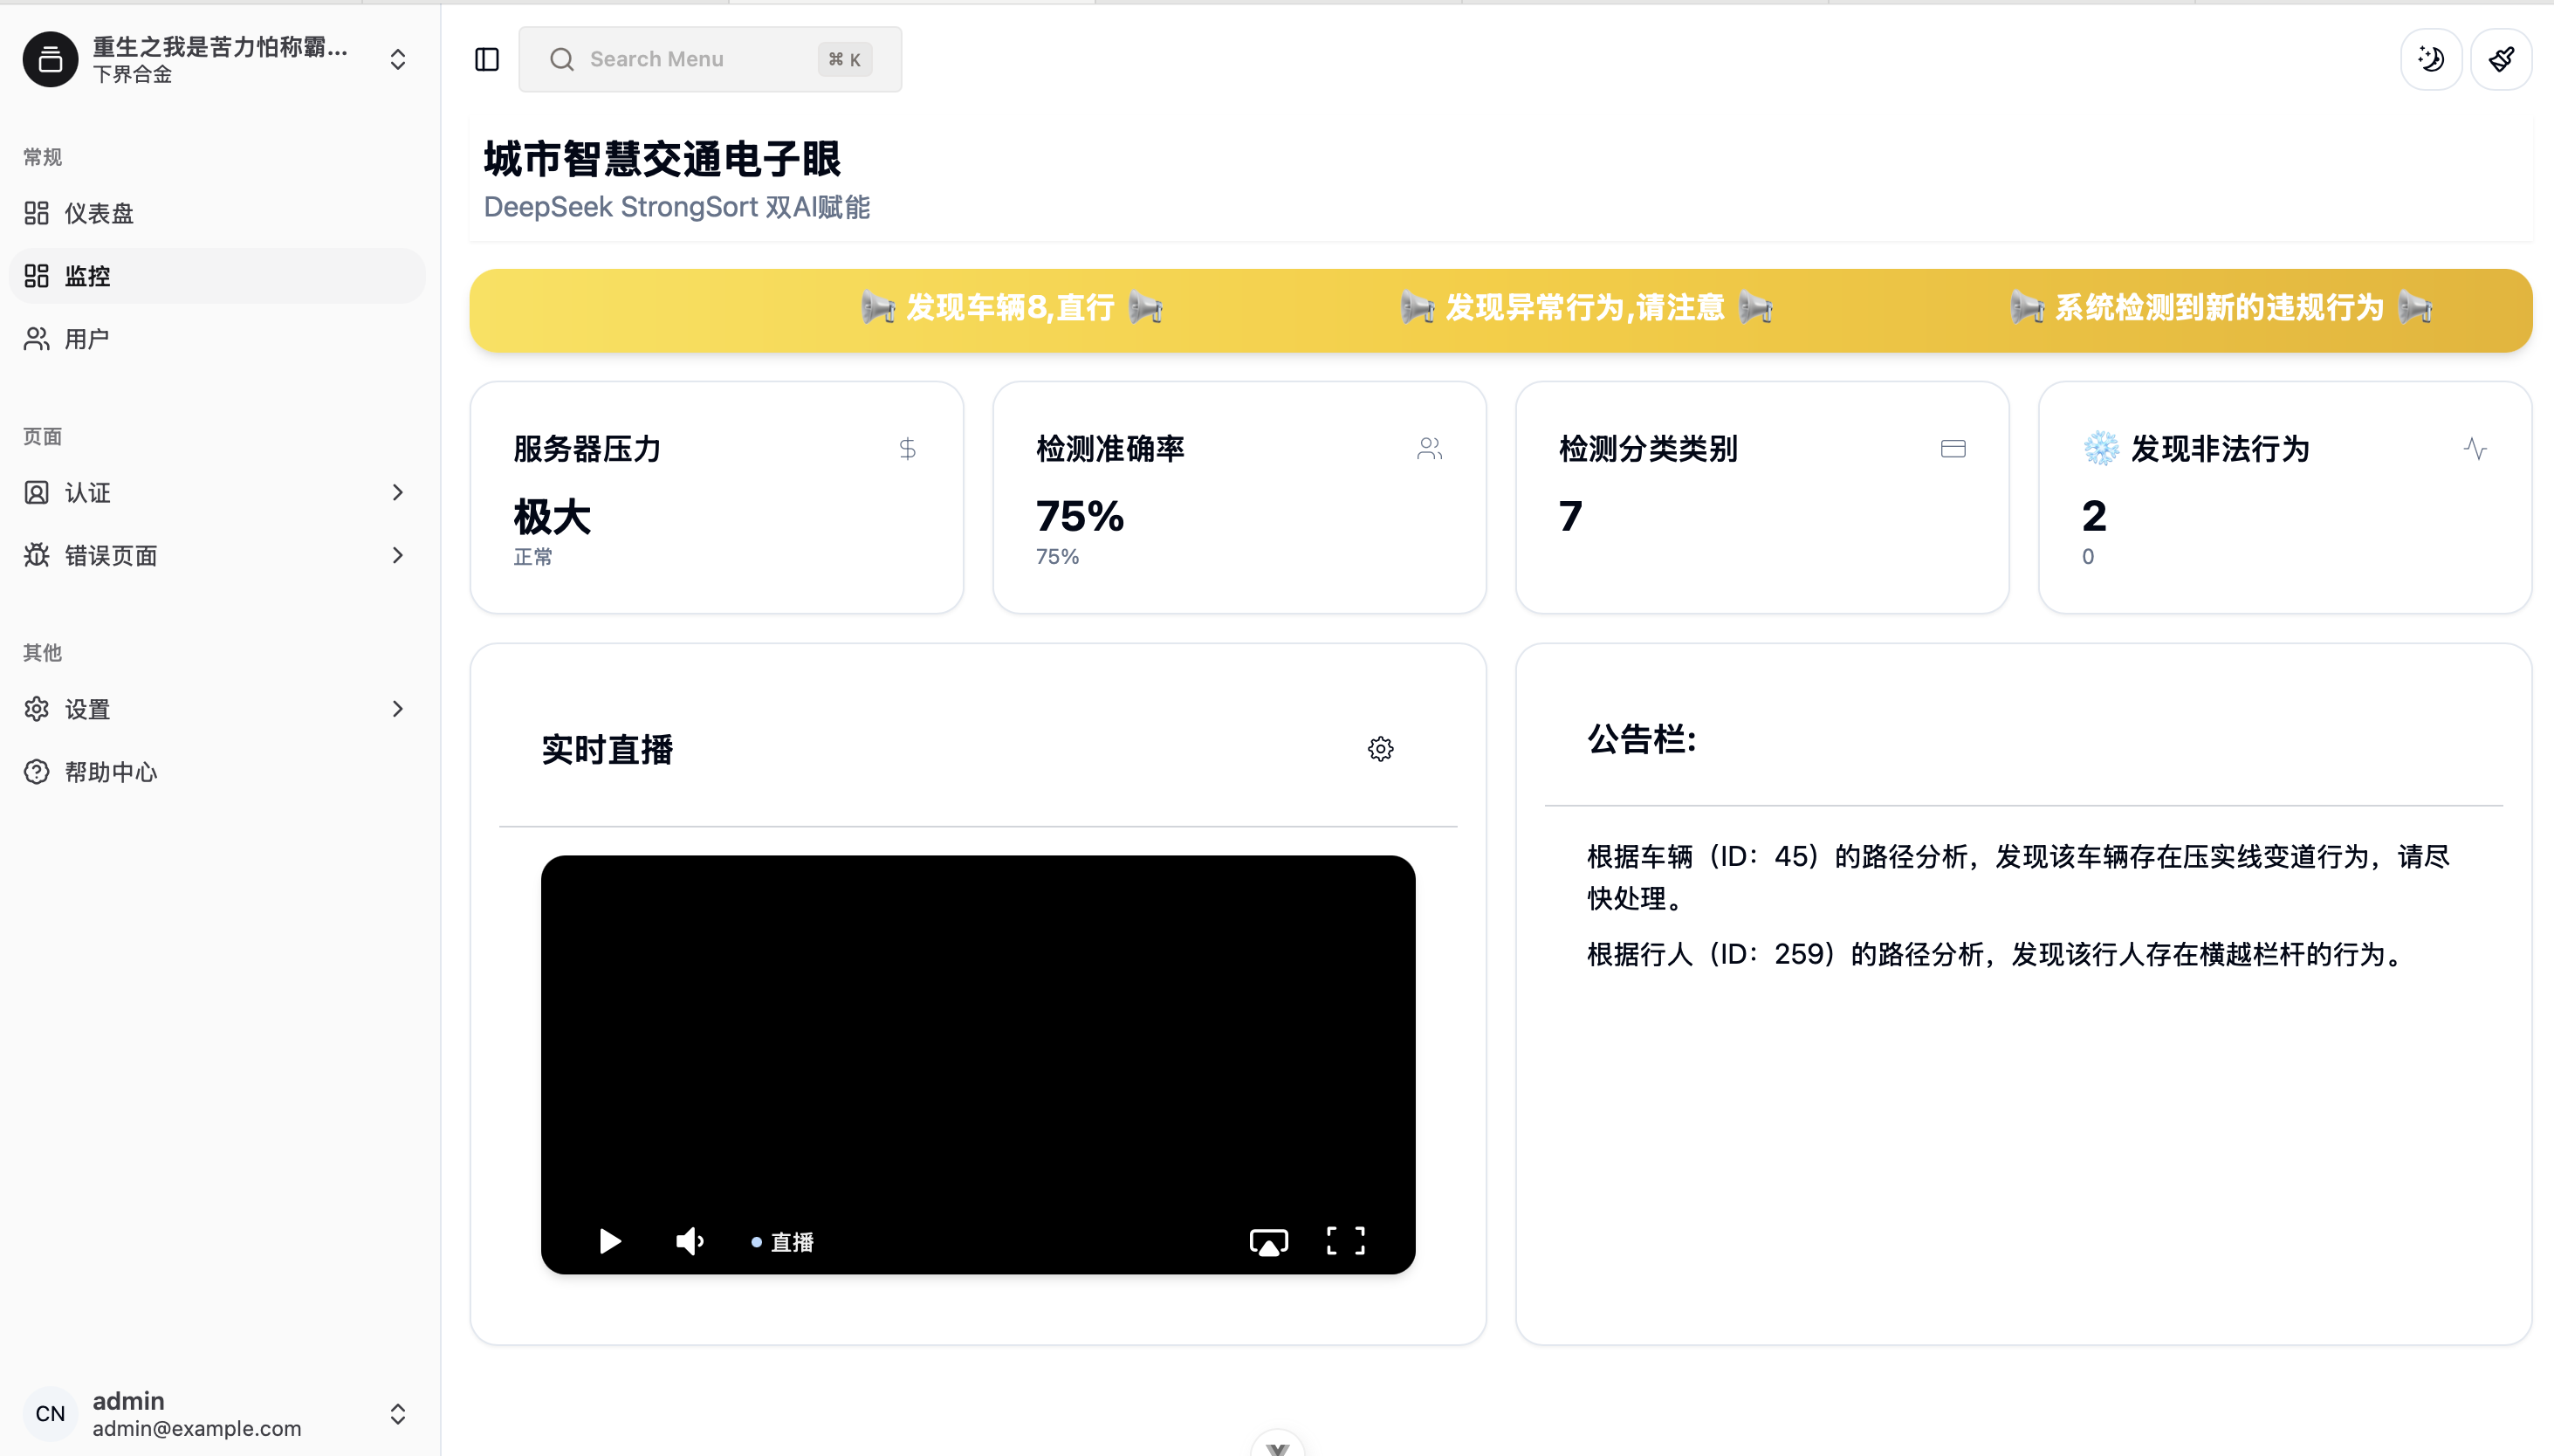 重生之我是苦力怕称霸...
下界合金
Search Menu
⌘ K
常规
仪表盘
监控
用户
页面
认证
错误页面
其他
设置
帮助中心
CN
admin
admin@example.com
城市智慧交通电子眼
DeepSeek StrongSort 双AI赋能
发现车辆8,直行
发现异常行为,请注意
系统检测到新的违规行为
服务器压力
极大
正常
检测准确率
75%
75%
检测分类类别
7
发现非法行为
2
0
实时直播
直播
公告栏:
根据车辆（ID：45）的路径分析，发现该车辆存在压实线变道行为，请尽
快处理。
根据行人（ID：259）的路径分析，发现该行人存在横越栏杆的行为。